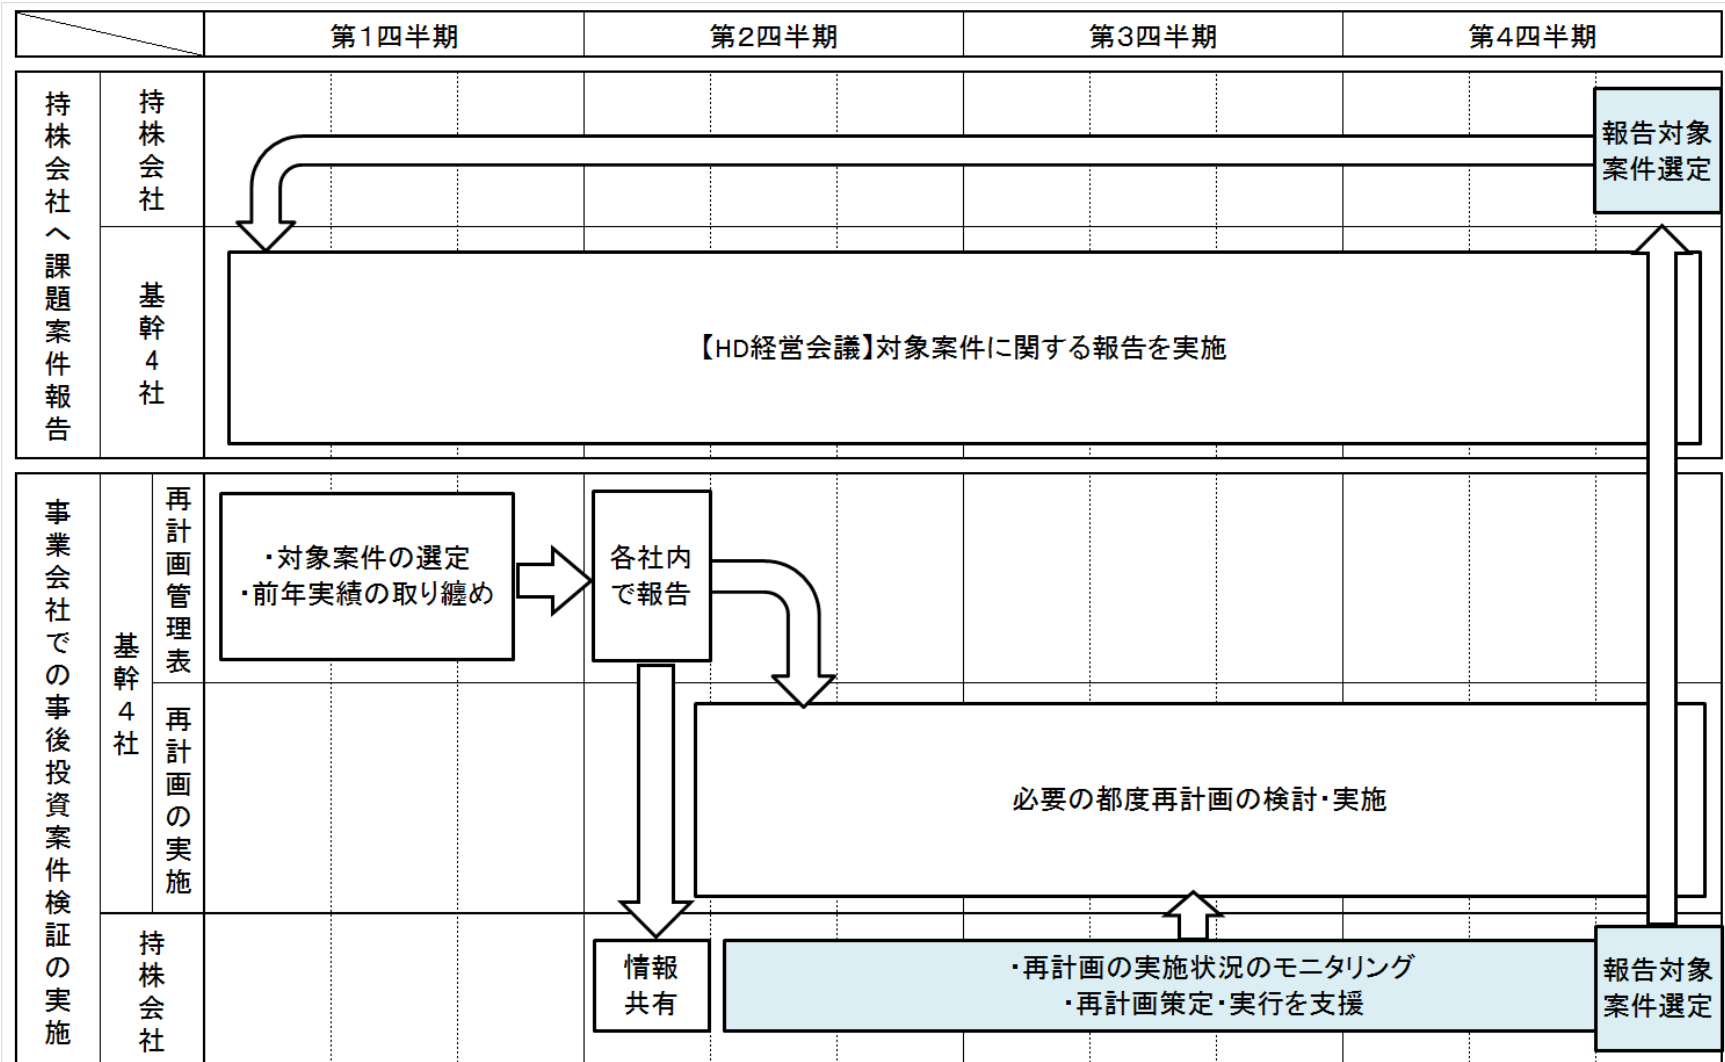 第1四半期
第2四半期
第3四半期
第4四半期
持株会社へ課題案件報告
持株会社
報告対象
案件選定
基幹4社
【HD経営会議】対象案件に関する報告を実施
事業会社での事後投資案件検証の実施
基幹4社
再計画管理表
・対象案件の選定
・前年実績の取り纏め
各社内
で報告
再計画の実施
必要の都度再計画の検討・実施
持株会社
情報
共有
・再計画の実施状況のモニタリング
・再計画策定・実行を支援
報告対象
案件選定